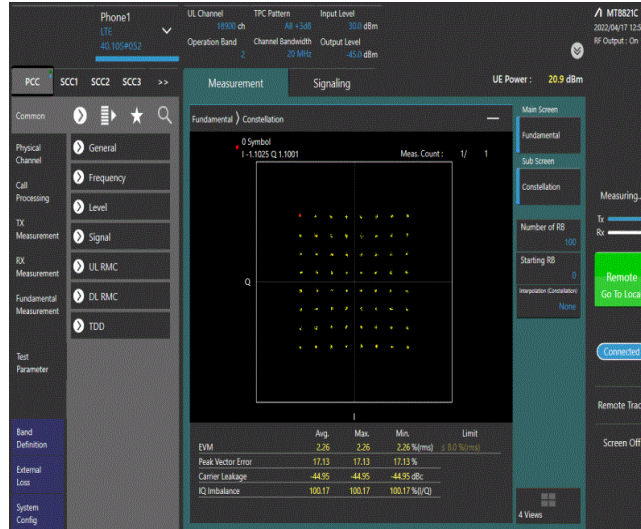 Phone1
LTE
40.10S#052
UL Channel
18900 ch
TPC Pattern
All +3dB
Input Level
30.0 dBm
Operation Band
2
Channel Bandwidth
20 MHz
Output Level
-45.0 dBm
MT8821C
2022/04/17 12:5
RF Output : On
PCC SCC1 SCC2 SCC3 >>
Measurement
Signaling
UE Power : 20.9 dBm
Common
Physical
Channel
Call
Processing
TX
Measurement
RX
Measurement
Fundamental
Measurement
Test
Parameter
Band
Definition
External
Loss
System
Config
General
Frequency
Level
Signal
UL RMC
DL RMC
TDD
Fundamental 〉 Constellation
0 Symbol
I -1.1025 Q 1.1001
Meas. Count : 1/ 1
Q
I
Avg. Max. Min. Limit
EVM 2.26 2.26 2.26 %(rms) ≤ 8.0 %(rms)
Peak Vector Error 17.13 17.13 17.13 %
Carrier Leakage -44.95 -44.95 -44.95 dBc
IQ Imbalance 100.17 100.17 100.17 %(I/Q)
Main Screen
Fundamental
Sub Screen
Constellation
Number of RB
100
Starting RB
0
Interpolation (Constellation)
None
4 Views
Measuring..
Tx
Rx
Remote
Go To Loca
Connected
Remote Trac
Screen Off